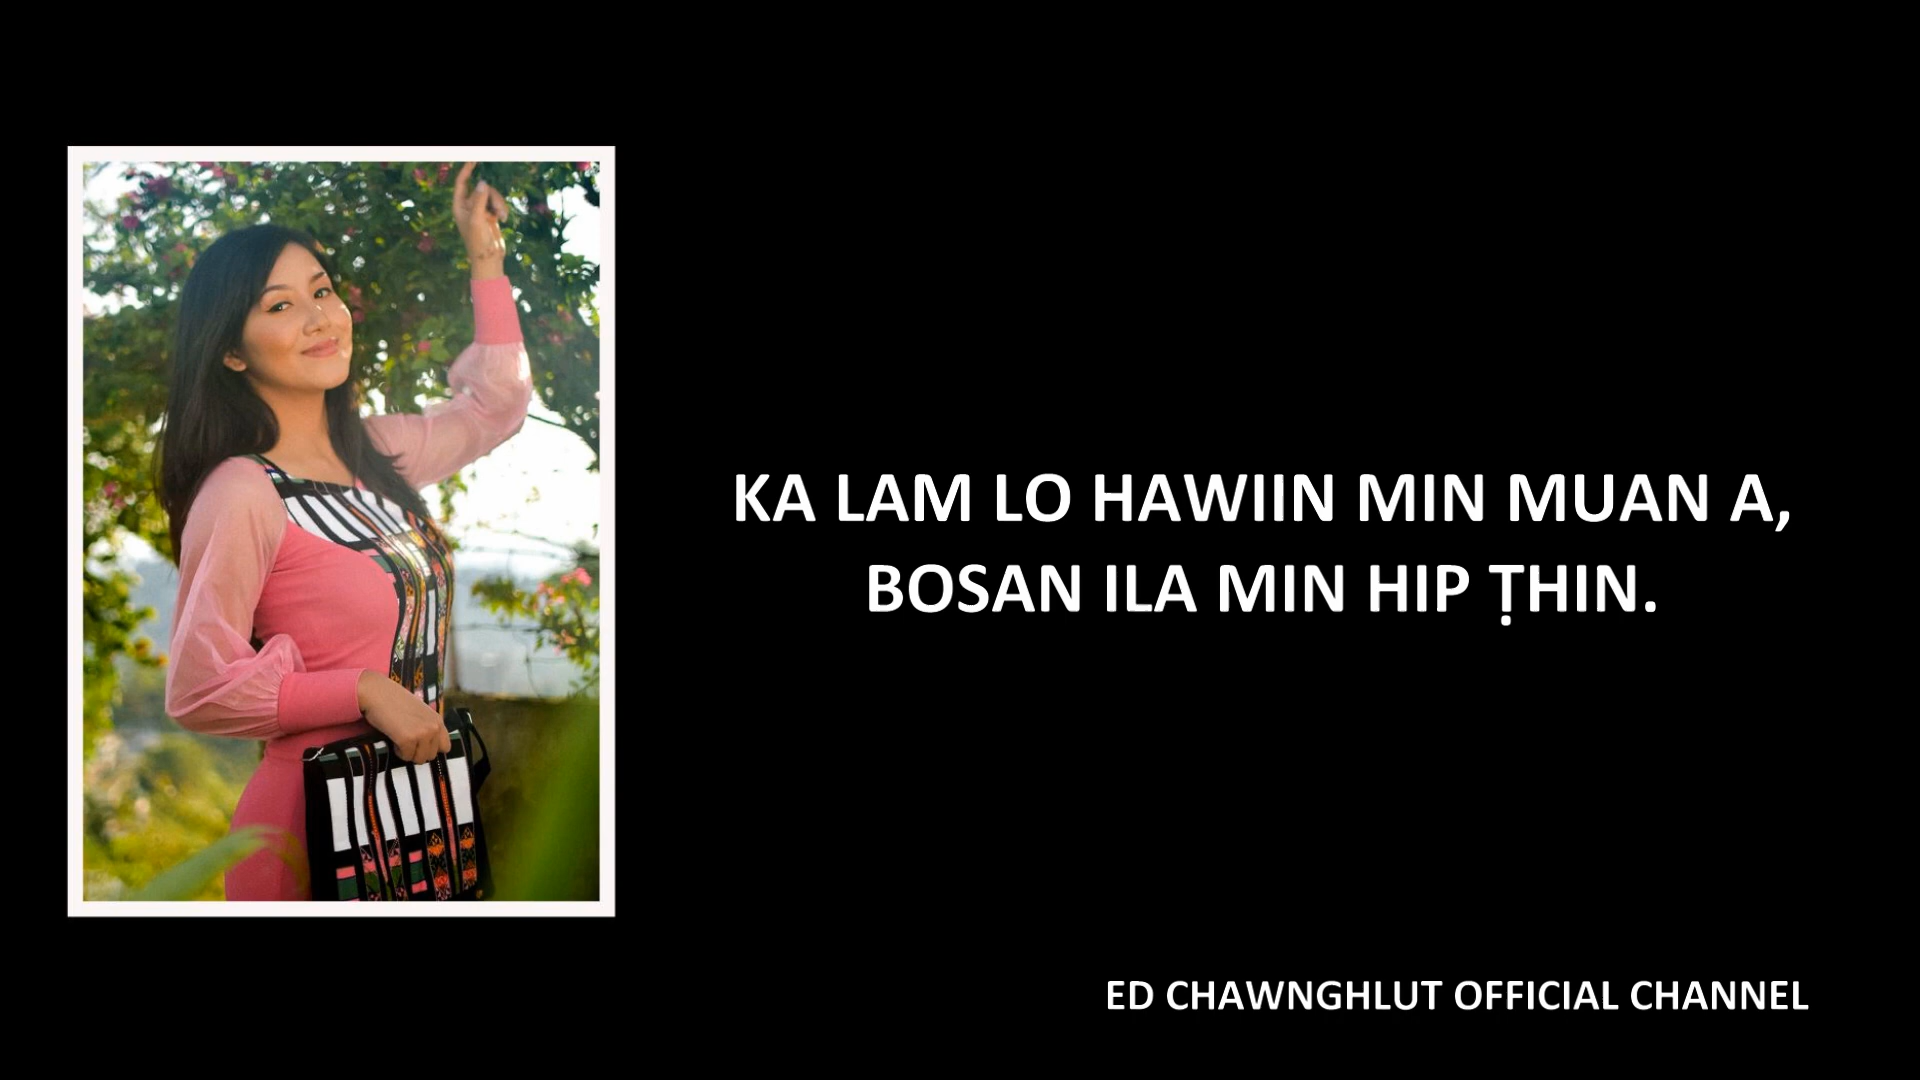 KA LAM LO HAWIIN MIN MUAN A,
BOSAN ILA MIN HIP ṬHIN.
ED CHAWNGHLUT OFFICIAL CHANNEL